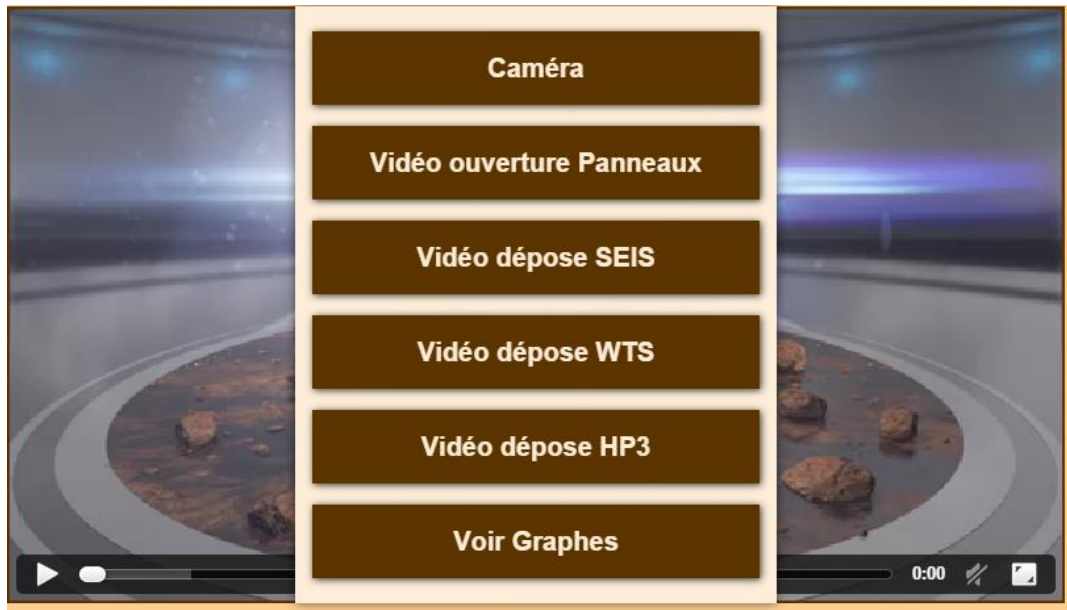 Caméra
Vidéo ouverture Panneaux
Vidéo dépose SEIS
Vidéo dépose WTS
Vidéo dépose HP3
Voir Graphes
0:00